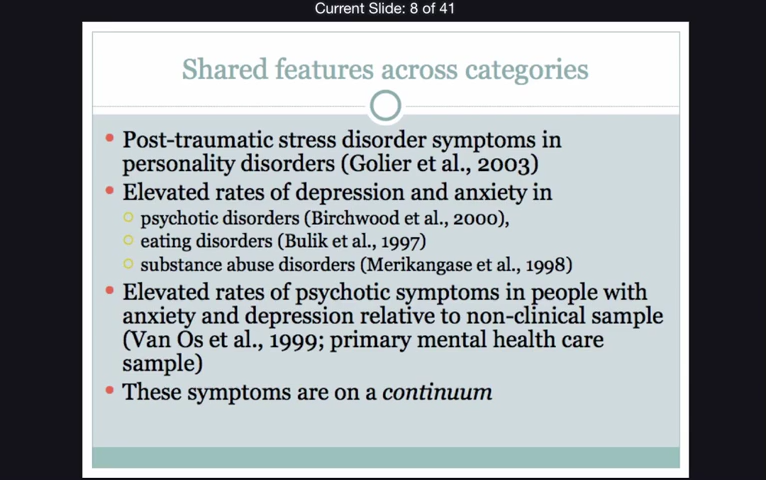 Current Slide: 8 of 41
Shared features across categories
Post-traumatic stress disorder symptoms in
personality disorders (Golier et al., 2003)
Elevated rates of depression and anxiety in
psychotic disorders (Birchwood et al., 2000),
eating disorders (Bulik et al., 1997)
substance abuse disorders (Merikangase et al., 1998)
Elevated rates of psychotic symptoms in people with
anxiety and depression relative to non-clinical sample
(Van Os et al., 1999; primary mental health care
sample)
These symptoms are on a continuum